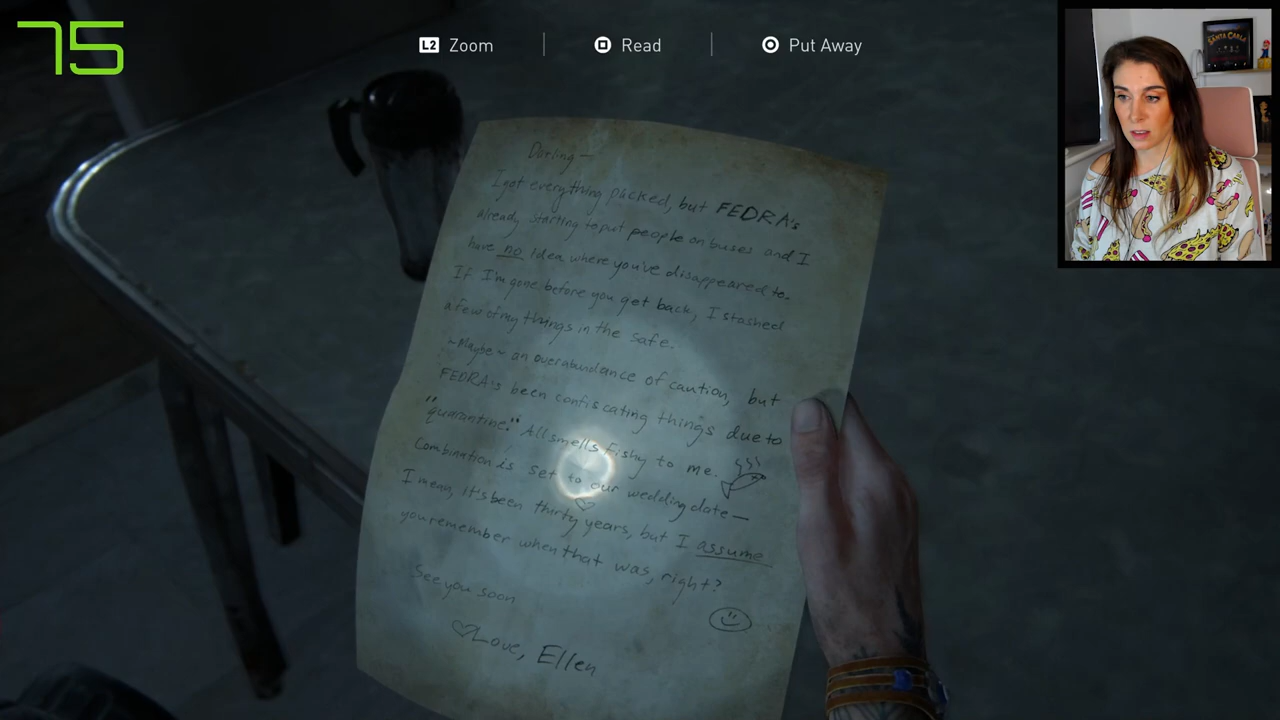 75
L2 Zoom
Read
Put Away
Darling—
I got everything packed, but FEDRA's
already starting to put people on buses and I
have no idea where you've disappeared to.
If I'm gone before you get back, I stashed
a few of my things in the safe.
~Maybe~ an overabundance of caution, but
FEDRA's been confiscating things due to
"quarantine." All smells fishy to me.
Combination is set to our wedding date—
I mean, it's been thirty years, but I assume
you remember when that was, right?
See you soon
Love, Ellen
SANTA CARLA